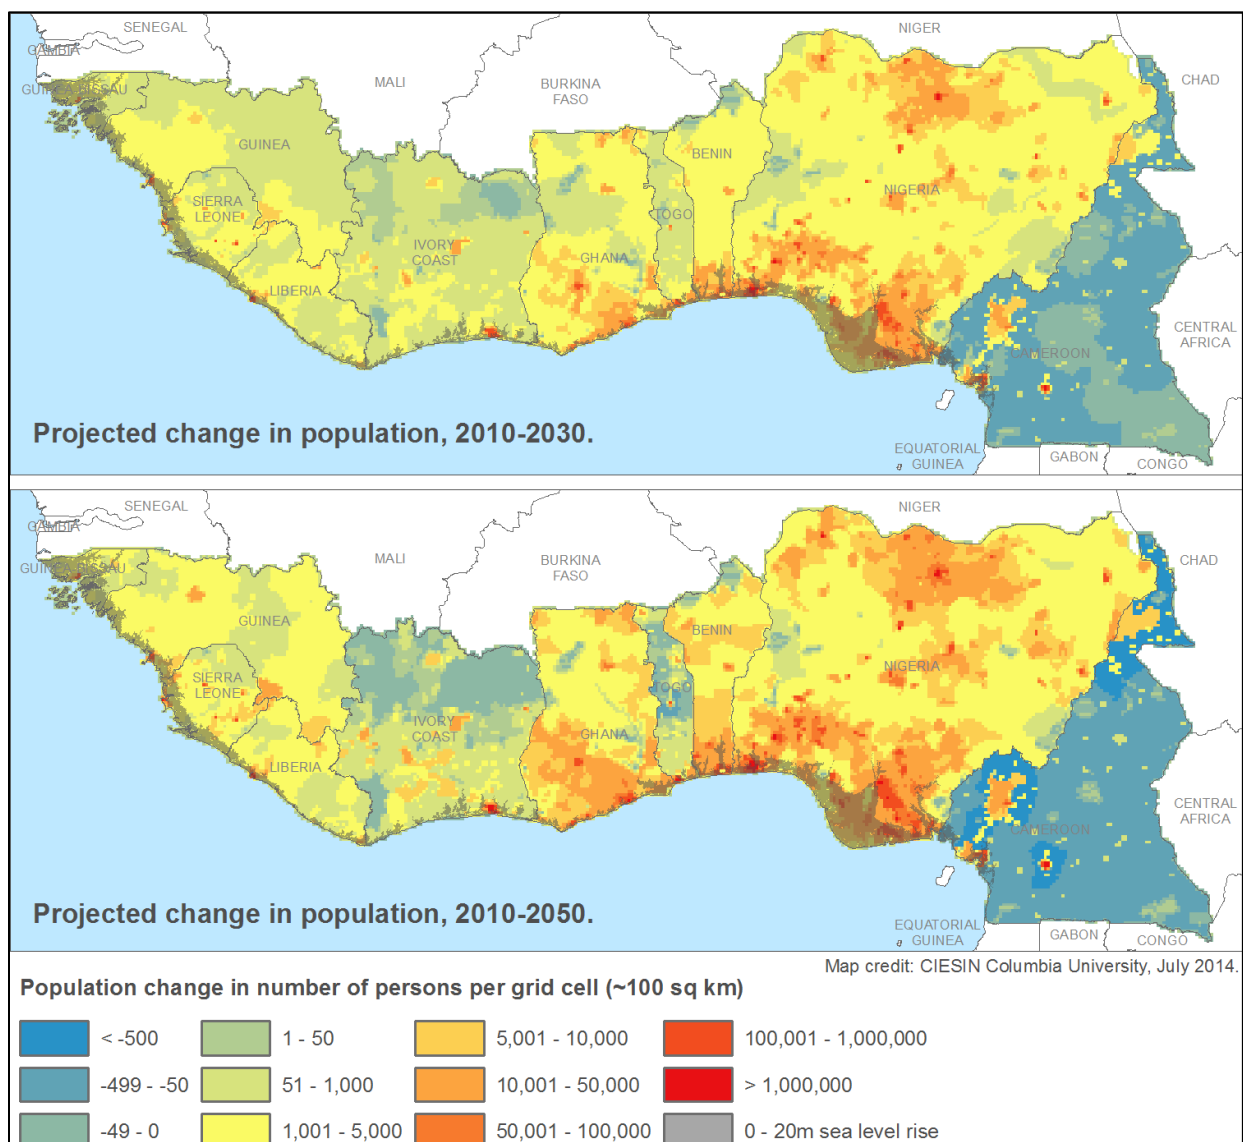 SENEGAL
NIGER
GAMBIA
MALI
BURKINA
FASO
CHAD
GUINEA BISSAU
GUINEA
BENIN
NIGERIA
SIERRA
LEONE
TOGO
IVORY
COAST
GHANA
LIBERIA
CENTRAL
AFRICA
CAMEROON
Projected change in population, 2010-2030.
EQUATORIAL
GUINEA
GABON
CONGO
SENEGAL
NIGER
GAMBIA
MALI
BURKINA
FASO
CHAD
GUINEA BISSAU
GUINEA
BENIN
NIGERIA
SIERRA
LEONE
TOGO
IVORY
COAST
GHANA
LIBERIA
CENTRAL
AFRICA
CAMEROON
Projected change in population, 2010-2050.
EQUATORIAL
GUINEA
GABON
CONGO
Map credit: CIESIN Columbia University, July 2014.
Population change in number of persons per grid cell (~100 sq km)
< -500
1 - 50
5,001 - 10,000
100,001 - 1,000,000
-499 - -50
51 - 1,000
10,001 - 50,000
> 1,000,000
-49 - 0
1,001 - 5,000
50,001 - 100,000
0 - 20m sea level rise